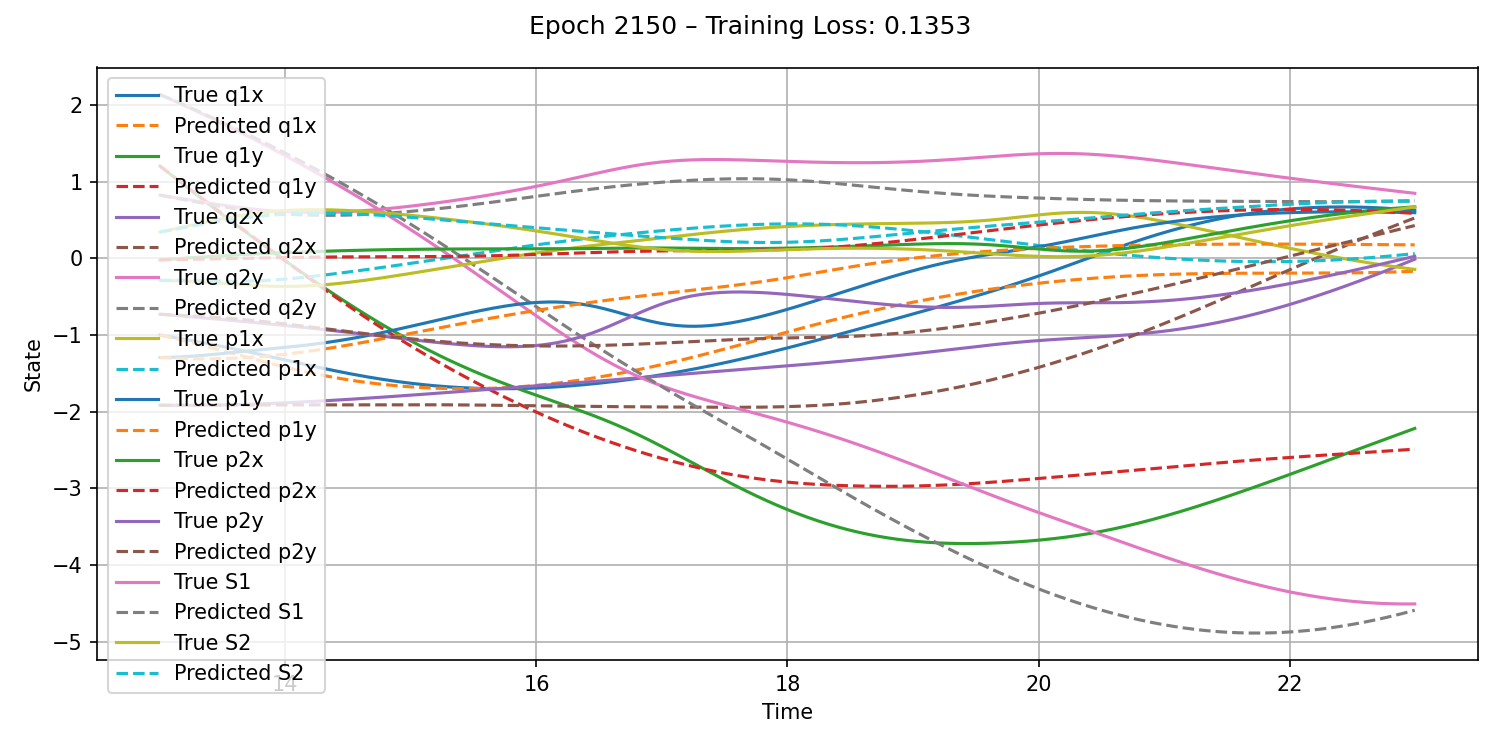 Epoch 2150 – Training Loss: 0.1353
State
2
1
0
−1
−2
−3
−4
−5
True q1x
Predicted q1x
True q1y
Predicted q1y
True q2x
Predicted q2x
True q2y
Predicted q2y
True p1x
Predicted p1x
True p1y
Predicted p1y
True p2x
Predicted p2x
True p2y
Predicted p2y
True S1
Predicted S1
True S2
Predicted S2
14
16
18
20
22
Time